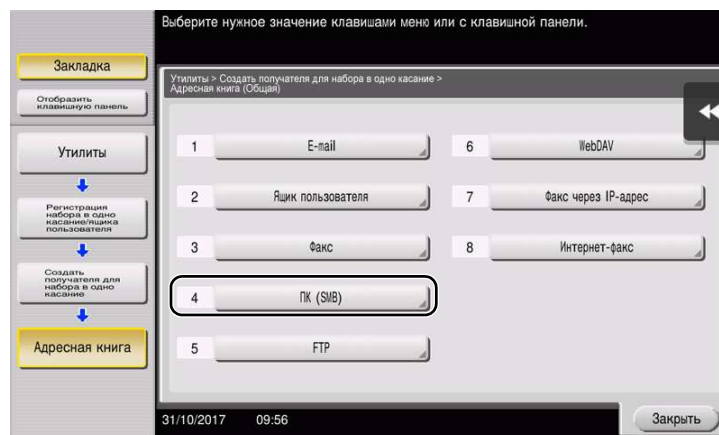 Выберите нужное значение клавишами меню или с клавишной панели.
Закладка
Отобразить
клавишную панель
Утилиты
Регистрация
набора в одно
касание/ящика
пользователя
Создать
получателя для
набора в одно
касание
Адресная книга
Утилиты > Создать получателя для набора в одно касание >
Адресная книга (Общая)
1 E-mail
2 Ящик пользователя
3 Факс
4 ПК (SMB)
5 FTP
6 WebDAV
7 Факс через IP-адрес
8 Интернет-факс
31/10/2017 09:56
Закрыть